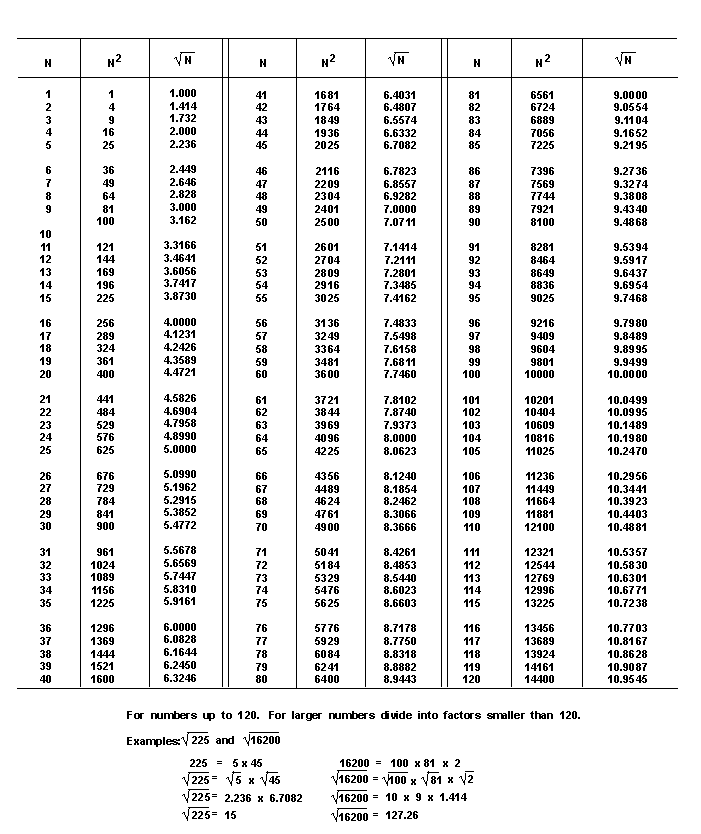 N N² √N N N² √N N N² √N
1 1 1.000 41 1681 6.4031 81 6561 9.0000
2 4 1.414 42 1764 6.4807 82 6724 9.0554
3 9 1.732 43 1849 6.5574 83 6889 9.1104
4 16 2.000 44 1936 6.6332 84 7056 9.1652
5 25 2.236 45 2025 6.7082 85 7225 9.2195
6 36 2.449 46 2116 6.7823 86 7396 9.2736
7 49 2.646 47 2209 6.8557 87 7569 9.3274
8 64 2.828 48 2304 6.9282 88 7744 9.3808
9 81 3.000 49 2401 7.0000 89 7921 9.4340
100 3.162 50 2500 7.0711 90 8100 9.4868
10
11 121 3.3166 51 2601 7.1414 91 8281 9.5394
12 144 3.4641 52 2704 7.2111 92 8464 9.5917
13 169 3.6056 53 2809 7.2801 93 8649 9.6437
14 196 3.7417 54 2916 7.3485 94 8836 9.6954
15 225 3.8730 55 3025 7.4162 95 9025 9.7468
16 256 4.0000 56 3136 7.4833 96 9216 9.7980
17 289 4.1231 57 3249 7.5498 97 9409 9.8489
18 324 4.2426 58 3364 7.6158 98 9604 9.8995
19 361 4.3589 59 3481 7.6811 99 9801 9.9499
20 400 4.4721 60 3600 7.7460 100 10000 10.0000
21 441 4.5826 61 3721 7.8102 101 10201 10.0499
22 484 4.6904 62 3844 7.8740 102 10404 10.0995
23 529 4.7958 63 3969 7.9373 103 10609 10.1489
24 576 4.8990 64 4096 8.0000 104 10816 10.1980
25 625 5.0000 65 4225 8.0623 105 11025 10.2470
26 676 5.0990 66 4356 8.1240 106 11236 10.2956
27 729 5.1962 67 4489 8.1854 107 11449 10.3441
28 784 5.2915 68 4624 8.2462 108 11664 10.3923
29 841 5.3852 69 4761 8.3066 109 11881 10.4403
30 900 5.4772 70 4900 8.3666 110 12100 10.4881
31 961 5.5678 71 5041 8.4261 111 12321 10.5357
32 1024 5.6569 72 5184 8.4853 112 12544 10.5830
33 1089 5.7447 73 5329 8.5440 113 12769 10.6301
34 1156 5.8310 74 5476 8.6023 114 12996 10.6771
35 1225 5.9161 75 5625 8.6603 115 13225 10.7238
36 1296 6.0000 76 5776 8.7178 116 13456 10.7703
37 1369 6.0828 77 5929 8.7750 117 13689 10.8167
38 1444 6.1644 78 6084 8.8318 118 13924 10.8628
39 1521 6.2450 79 6241 8.8882 119 14161 10.9087
40 1600 6.3246 80 6400 8.9443 120 14400 10.9545
For numbers up to 120. For larger numbers divide into factors smaller than 120.
Examples: √225 and √16200
225 = 5 x 45 16200 = 100 x 81 x 2
√225 = √5 x √45 √16200 = √100 x √81 x √2
√225 = 2.236 x 6.7082 √16200 = 10 x 9 x 1.414
√225 = 15 √16200 = 127.26